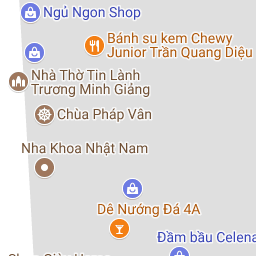 Ngủ Ngon Shop
Bánh su kem Chewy
Junior Trần Quang Diệu
Nhà Thờ Tin Lành
Trương Minh Giảng
Chùa Pháp Vân
Nha Khoa Nhật Nam
Dê Nướng Đá 4A
Đầm bầu Celena